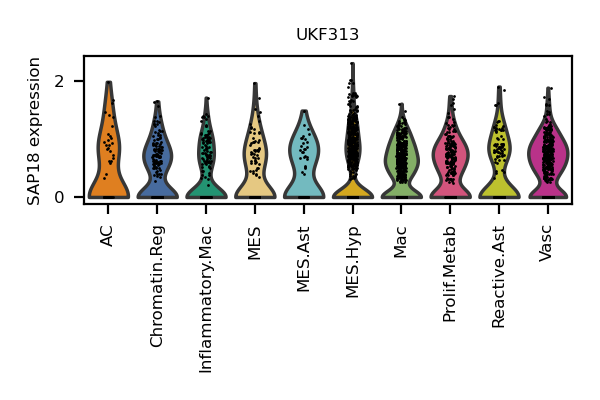 UKF313
SAP18 expression
2
0
AC
Chromatin.Reg
Inflammatory.Mac
MES
MES.Ast
MES.Hyp
Mac
Prolif.Metab
Reactive.Ast
Vasc